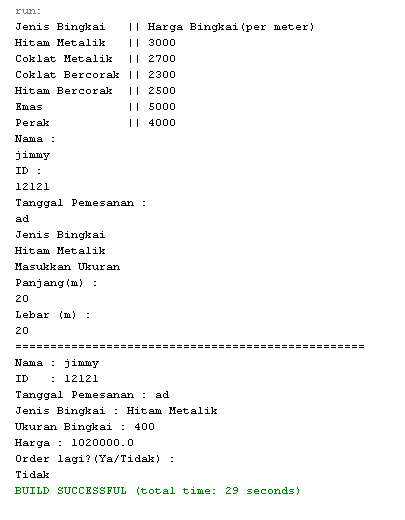 run:
Jenis Bingkai || Harga Bingkai(per meter)
Hitam Metalik || 3000
Coklat Metalik || 2700
Coklat Bercorak || 2300
Hitam Bercorak || 2500
Emas || 5000
Perak || 4000
Nama :
jimmy
ID :
12121
Tanggal Pemesanan :
ad
Jenis Bingkai
Hitam Metalik
Masukkan Ukuran
Panjang(m) :
20
Lebar (m) :
20
==================================================
Nama : jimmy
ID : 12121
Tanggal Pemesanan : ad
Jenis Bingkai : Hitam Metalik
Ukuran Bingkai : 400
Harga : 1020000.0
Order lagi?(Ya/Tidak) :
Tidak
BUILD SUCCESSFUL (total time: 29 seconds)